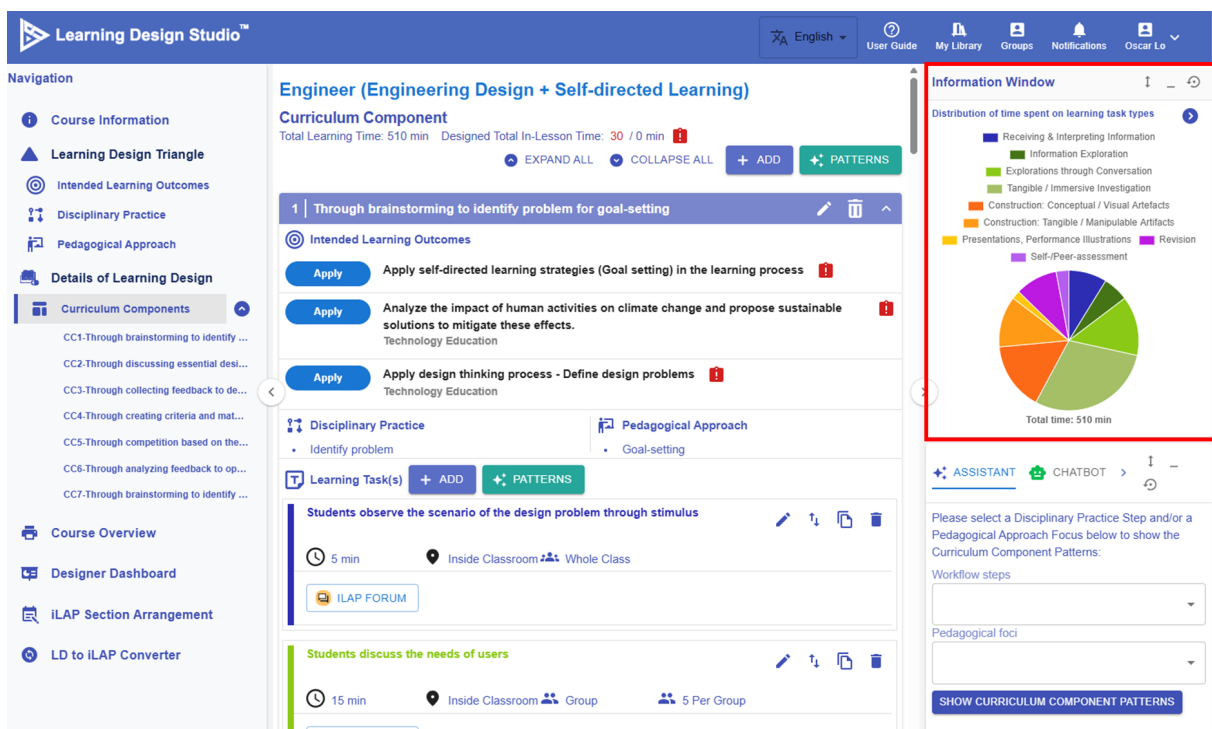 Learning Design Studio™
English
User Guide
My Library
Groups
Notifications
Oscar Lo
Navigation
Course Information
Learning Design Triangle
Intended Learning Outcomes
Disciplinary Practice
Pedagogical Approach
Details of Learning Design
Curriculum Components
CC1-Through brainstorming to identify ...
CC2-Through discussing essential desi...
CC3-Through collecting feedback to de...
CC4-Through creating criteria and mat...
CC5-Through competition based on the...
CC6-Through analyzing feedback to op...
CC7-Through brainstorming to identify ...
Course Overview
Designer Dashboard
iLAP Section Arrangement
LD to iLAP Converter
Engineer (Engineering Design + Self-directed Learning)
Curriculum Component
Total Learning Time: 510 min Designed Total In-Lesson Time: 30 / 0 min
EXPAND ALL
COLLAPSE ALL
+ ADD
PATTERNS
1 Through brainstorming to identify problem for goal-setting
Intended Learning Outcomes
Apply
Apply self-directed learning strategies (Goal setting) in the learning process
Apply
Analyze the impact of human activities on climate change and propose sustainable
solutions to mitigate these effects.
Technology Education
Apply
Apply design thinking process - Define design problems
Technology Education
Disciplinary Practice
• Identify problem
Pedagogical Approach
• Goal-setting
Learning Task(s)
+ ADD
PATTERNS
Students observe the scenario of the design problem through stimulus
5 min
Inside Classroom
Whole Class
ILAP FORUM
Students discuss the needs of users
15 min
Inside Classroom
Group
5 Per Group
Information Window
Distribution of time spent on learning task types
Receiving & Interpreting Information
Information Exploration
Explorations through Conversation
Tangible / Immersive Investigation
Construction: Conceptual / Visual Artefacts
Construction: Tangible / Manipulable Artifacts
Presentations, Performance Illustrations
Revision
Self-/Peer-assessment
Total time: 510 min
ASSISTANT
CHATBOT
Please select a Disciplinary Practice Step and/or a
Pedagogical Approach Focus below to show the
Curriculum Component Patterns:
Workflow steps
Pedagogical foci
SHOW CURRICULUM COMPONENT PATTERNS